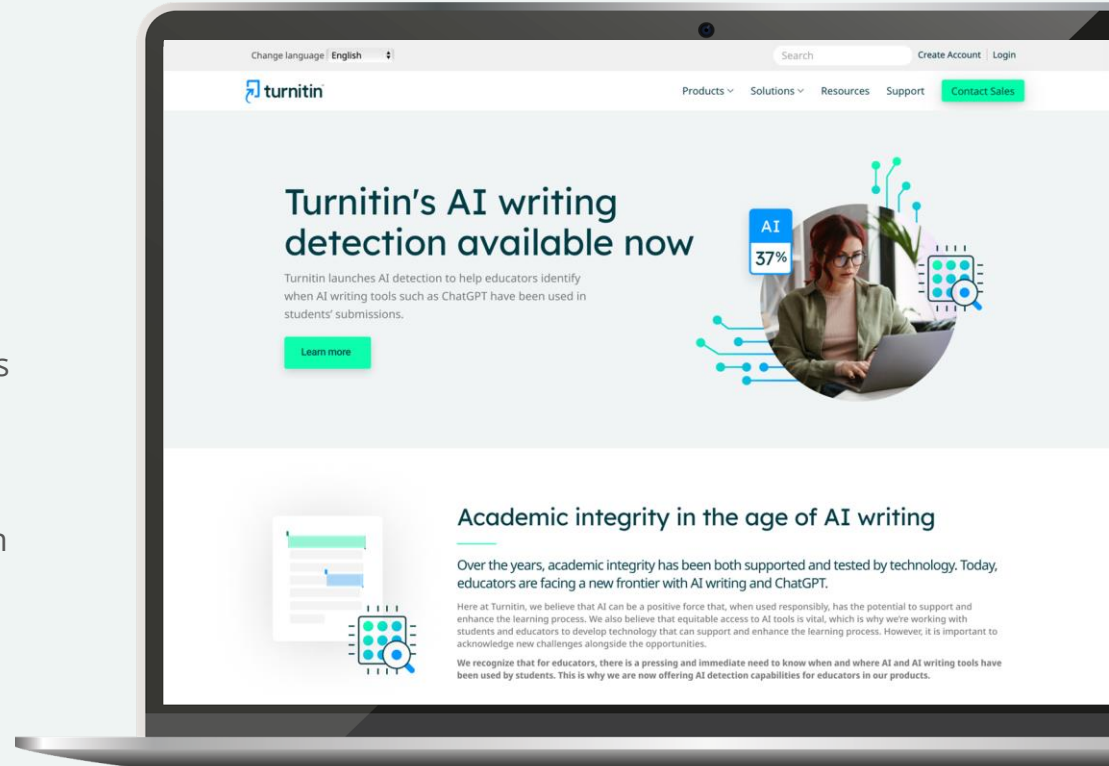 Change language English
Search
Create Account
Login
turnitin
Products
Solutions
Resources
Support
Contact Sales
Turnitin's AI writing
detection available now
Turnitin launches AI detection to help educators identify
when AI writing tools such as ChatGPT have been used in
students' submissions.
Learn more
AI
37%
Academic integrity in the age of AI writing
Over the years, academic integrity has been both supported and tested by technology. Today,
educators are facing a new frontier with AI writing and ChatGPT.
Here at Turnitin, we believe that AI can be a positive force that, when used responsibly, has the potential to support and
enhance the learning process. We also believe that equitable access to AI tools is vital, which is why we're working with
students and educators to develop technology that can support and enhance the learning process. However, it is important to
acknowledge new challenges alongside the opportunities.
We recognize that for educators, there is a pressing and immediate need to know when and where AI and AI writing tools have
been used by students. This is why we are now offering AI detection capabilities for educators in our products.